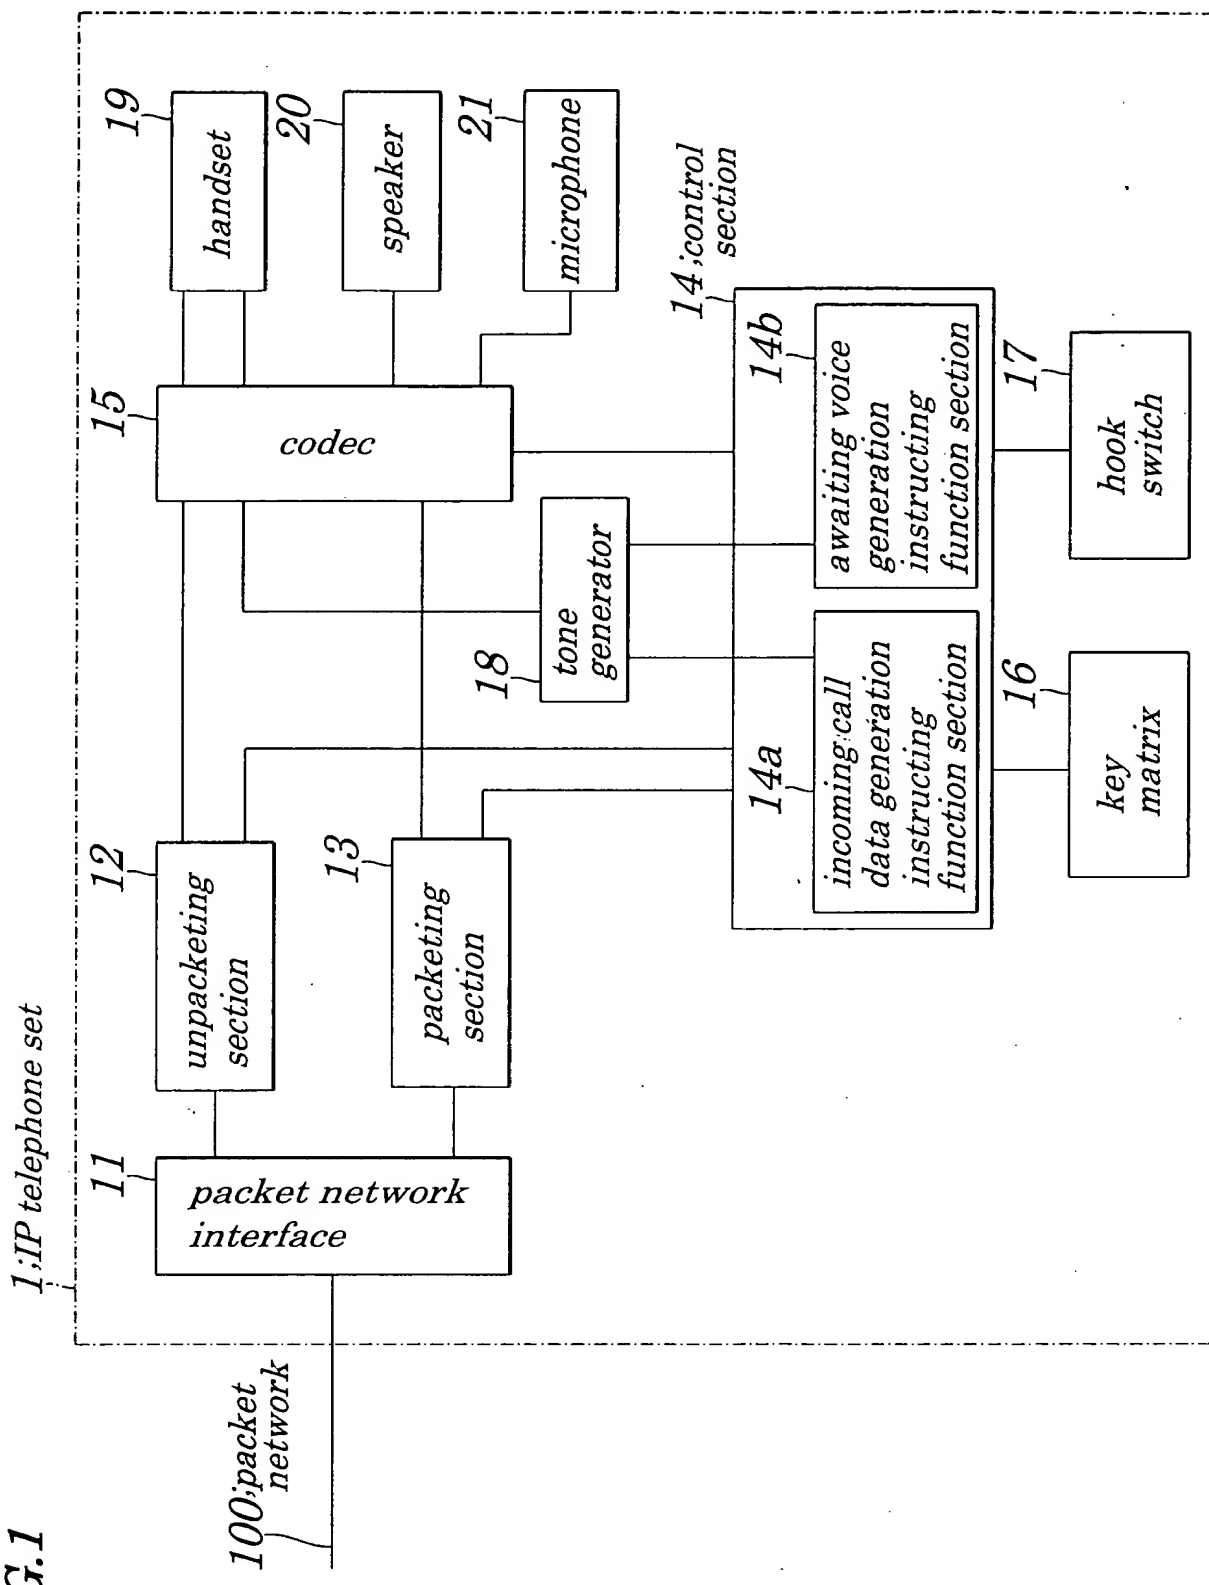 G.1
1;IP telephone set
100;packet
network
11
packet network
interface
12
unpacketing
section
13
packeting
section
15
codec
18
tone
generator
19
handset
20
speaker
21
microphone
14;control
section
14a
incoming call
data generation
instructing
function section
14b
awaiting voice
generation
instructing
function section
16
key
matrix
17
hook
switch